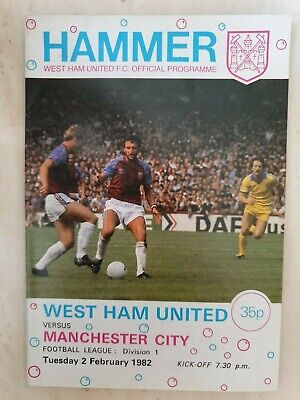 HAMMER
WEST HAM UNITED F.C. OFFICIAL PROGRAMME
DAF
WEST HAM UNITED
35p
VERSUS
MANCHESTER CITY
FOOTBALL LEAGUE: Division 1
Tuesday 2 February 1982
KICK-OFF 7.30 p.m.